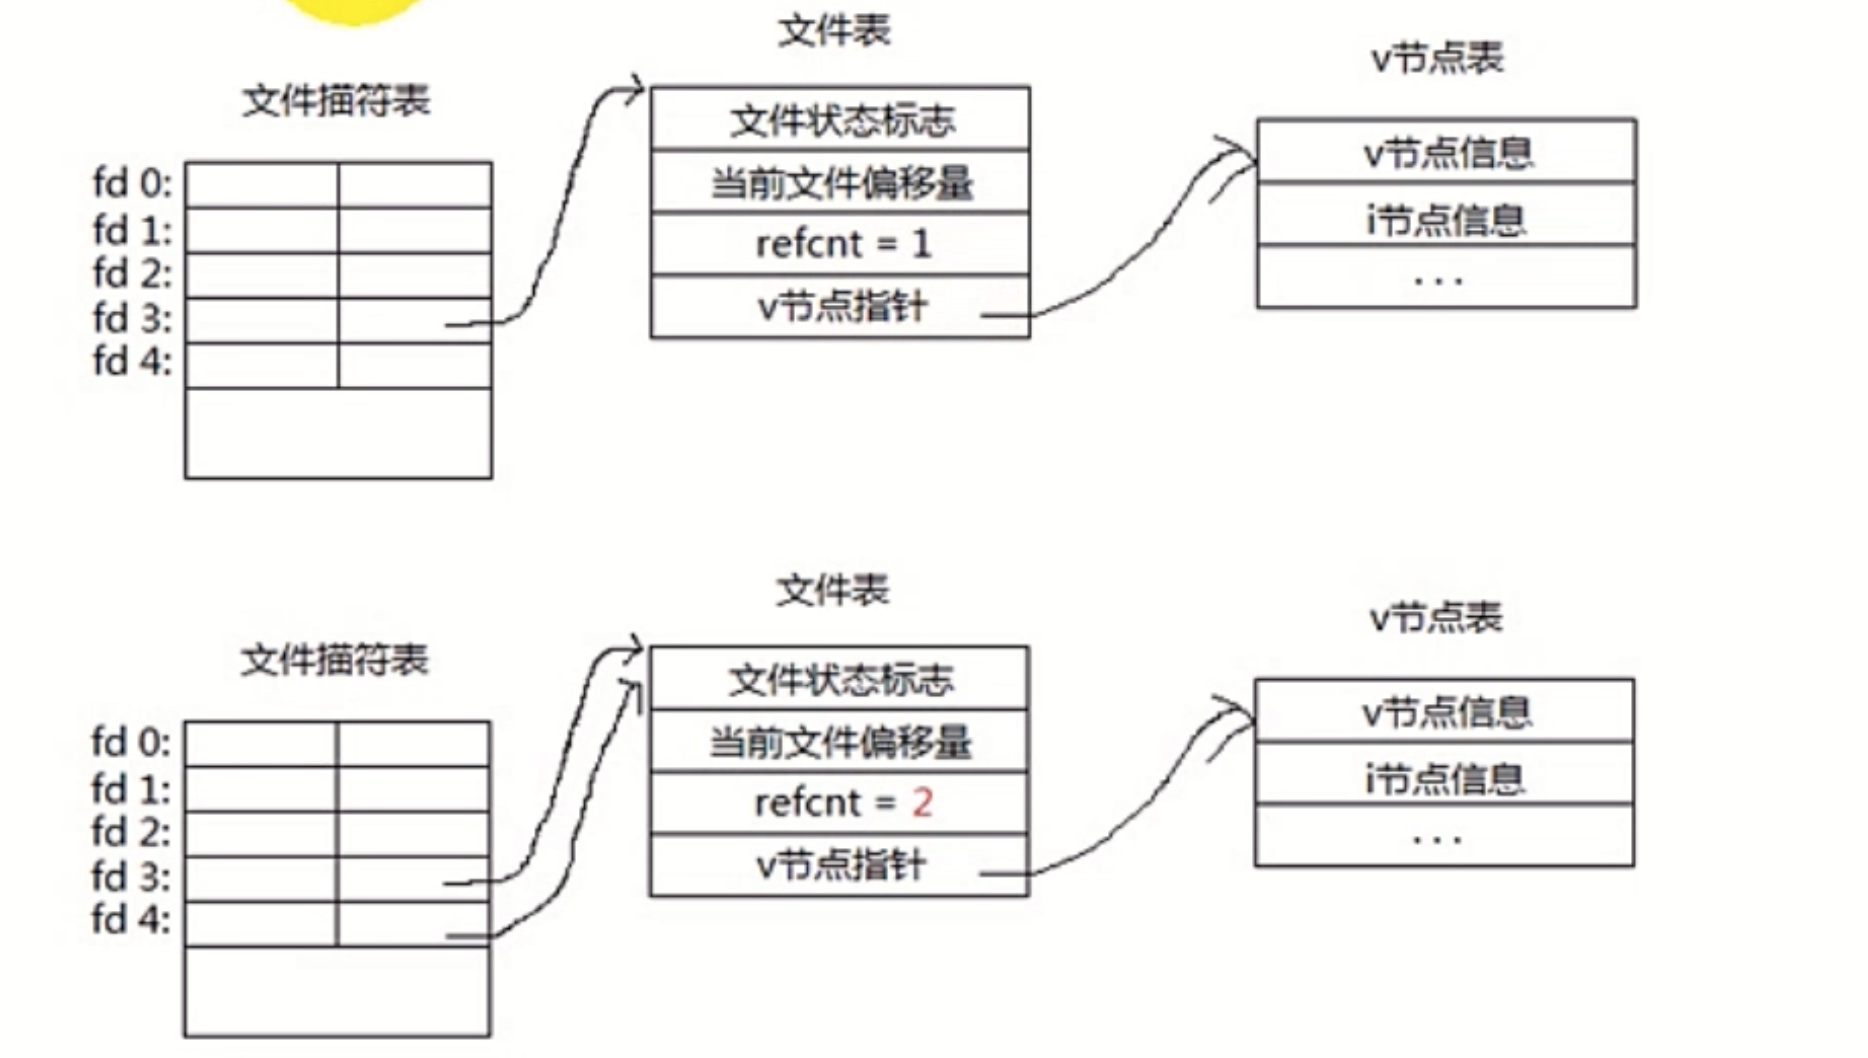 文件表
v节点表
文件描符表
文件状态标志
fd 0:
fd 1:
fd 2:
fd 3:
fd 4:
当前文件偏移量
refcnt = 1
v节点指针
v节点信息
i节点信息
...
文件表
v节点表
文件描符表
fd 0:
fd 1:
fd 2:
fd 3:
fd 4:
文件状态标志
当前文件偏移量
refcnt = 2
v节点指针
v节点信息
i节点信息
...